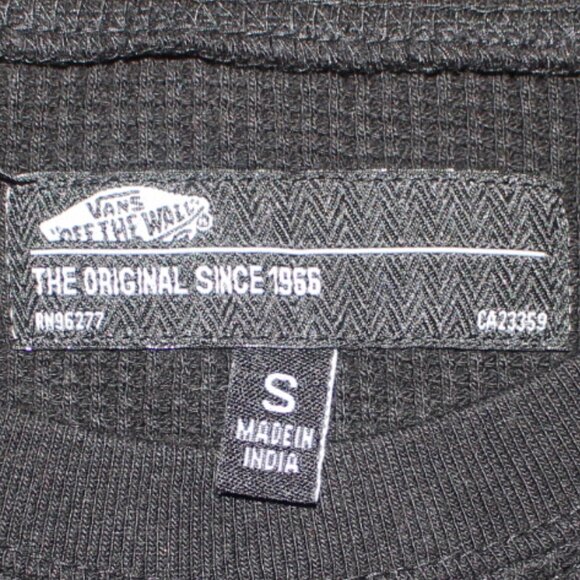 VANS
"OFF THE WALL"
THE ORIGINAL SINCE 1966
RN96277 CA23359
S
MADE IN
INDIA